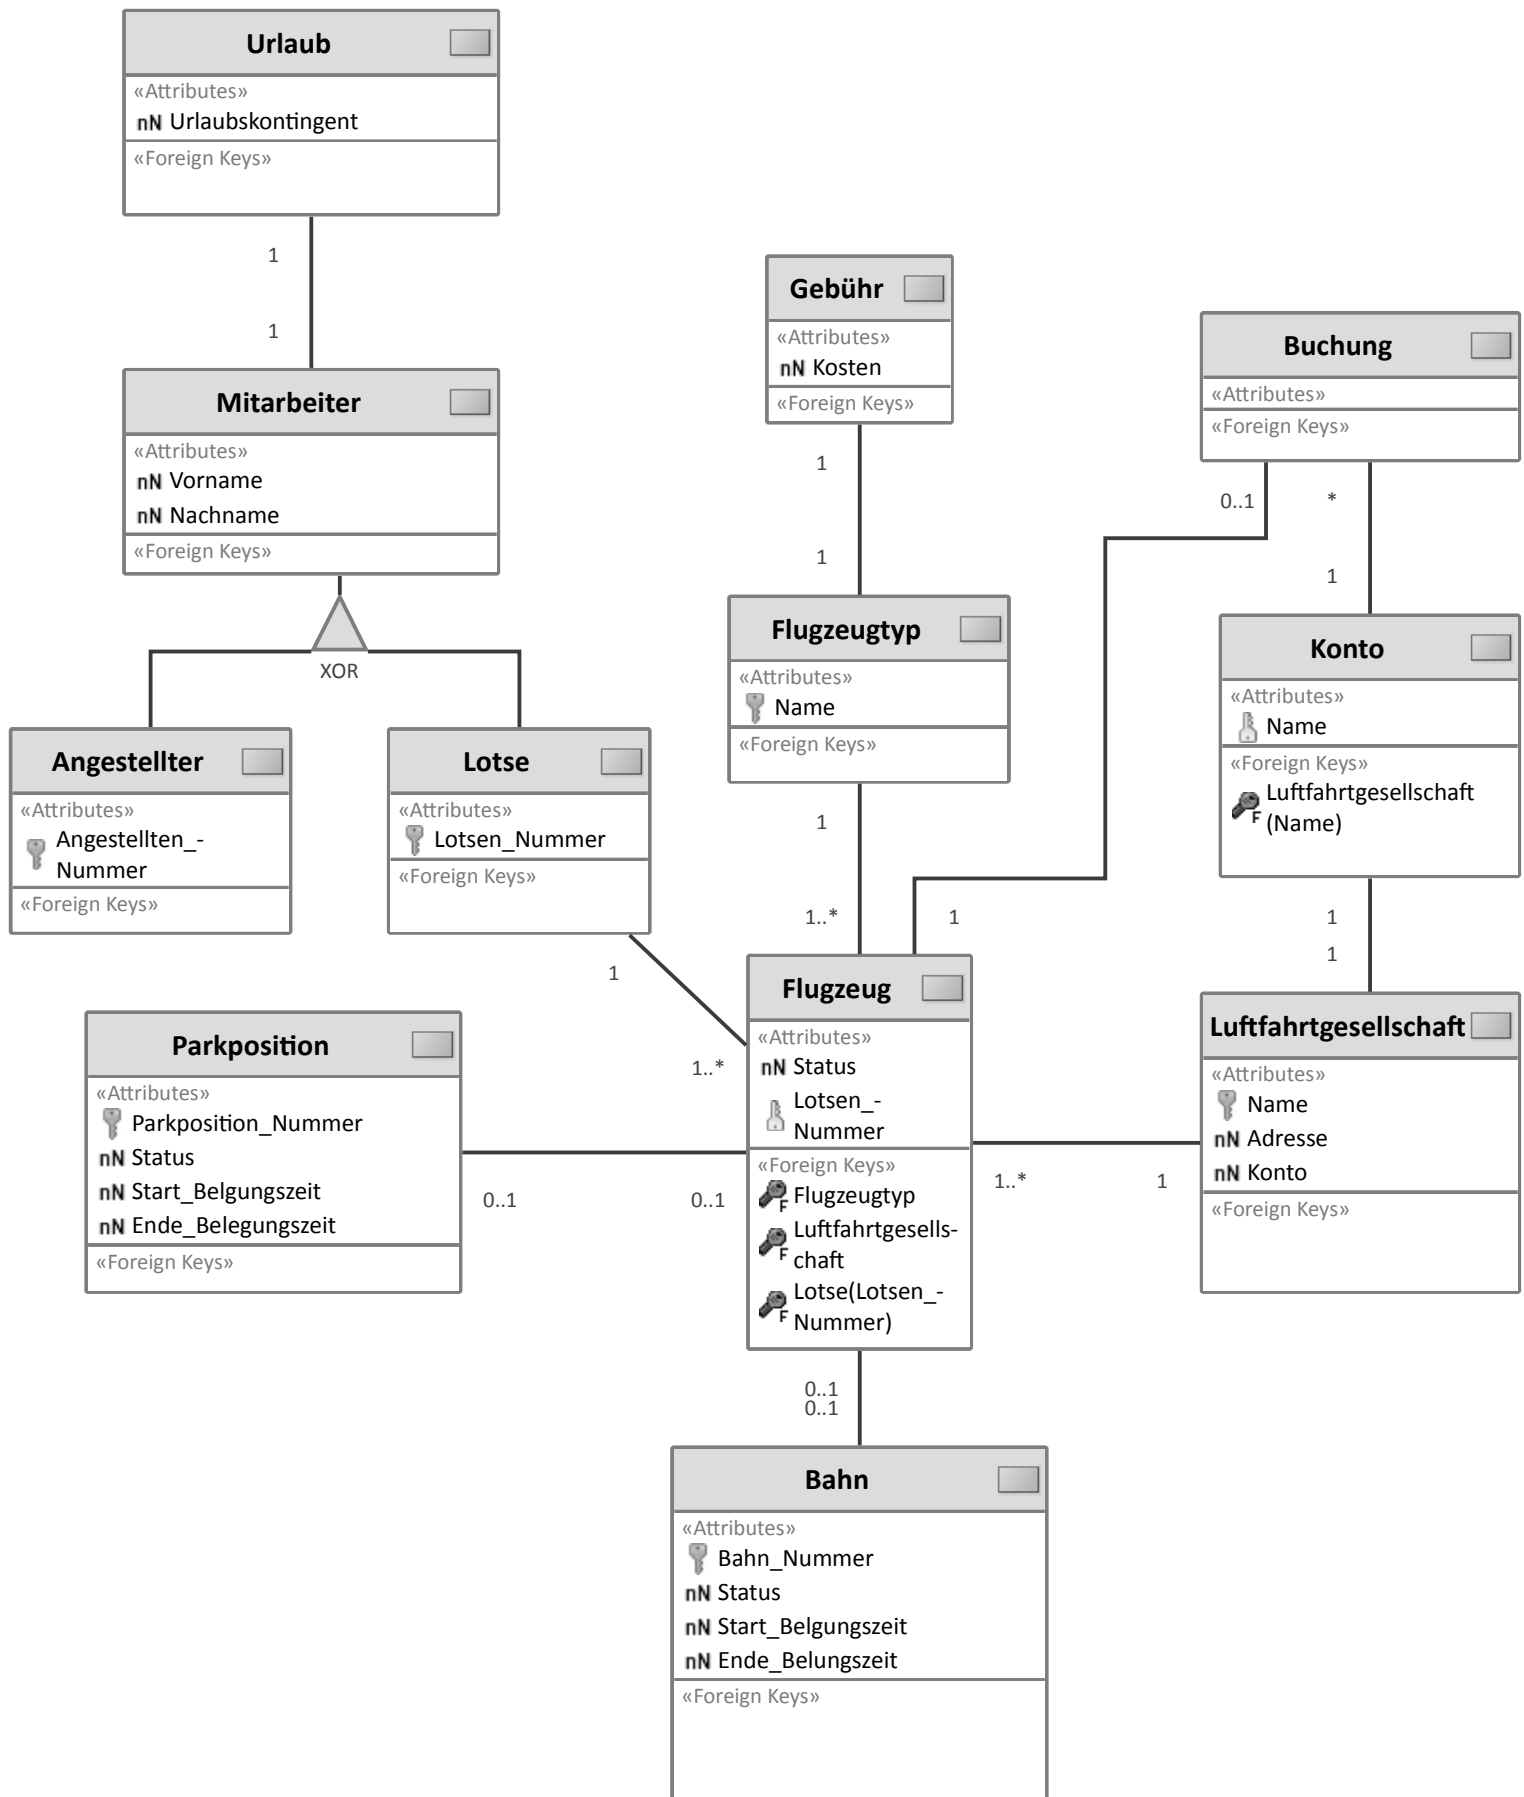 Urlaub
«Attributes»
nN Urlaubskontingent
«Foreign Keys»
1
1
Mitarbeiter
«Attributes»
nN Vorname
nN Nachname
«Foreign Keys»
XOR
Angestellter
«Attributes»
Angestellten_-
Nummer
«Foreign Keys»
Lotse
«Attributes»
Lotsen_Nummer
«Foreign Keys»
1
1..*
Gebühr
«Attributes»
nN Kosten
«Foreign Keys»
1
1
Flugzeugtyp
«Attributes»
Name
«Foreign Keys»
1
1..*
Buchung
«Attributes»
«Foreign Keys»
0..1
1
*
1
Konto
«Attributes»
Name
«Foreign Keys»
Luftfahrtgesellschaft
F
(Name)
1
1
Luftfahrtgesellschaft
«Attributes»
Name
nN Adresse
nN Konto
«Foreign Keys»
Parkposition
«Attributes»
Parkposition_Nummer
nN Status
nN Start_Belgungszeit
nN Ende_Belegungszeit
«Foreign Keys»
0..1
0..1
Flugzeug
«Attributes»
nN Status
Lotsen_-
Nummer
«Foreign Keys»
F Flugzeugtyp
Luftfahrtgesells-
F chaft
Lotse(Lotsen_-
F Nummer)
1..*
1
0..1
0..1
Bahn
«Attributes»
Bahn_Nummer
nN Status
nN Start_Belgungszeit
nN Ende_Belungszeit
«Foreign Keys»